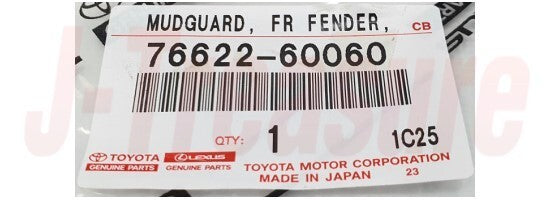 MUDGUARD, FR FENDER, CB
76622-60060
QTY: 1 1C25
TOYOTA LEXUS TOYOTA MOTOR CORPORATION
GENUINE PARTS GENUINE PARTS MADE IN JAPAN 23
J-Treasure